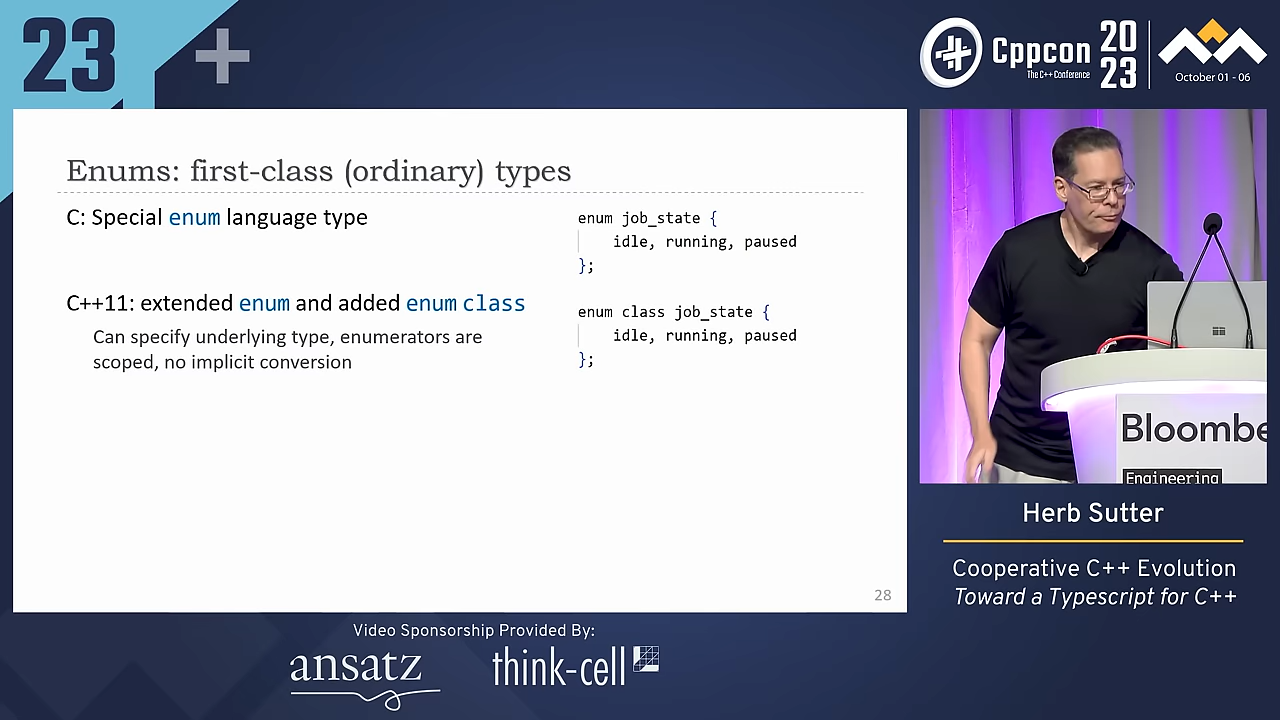 23
Cppcon
The C++ Conference
20
23
October 01 - 06
Enums: first-class (ordinary) types
C: Special enum language type
enum job_state {
idle, running, paused
};
C++11: extended enum and added enum class
Can specify underlying type, enumerators are
scoped, no implicit conversion
enum class job_state {
idle, running, paused
};
28
Bloombe
Engineering
Herb Sutter
Cooperative C++ Evolution
Toward a Typescript for C++
Video Sponsorship Provided By:
ansatz
think-cell